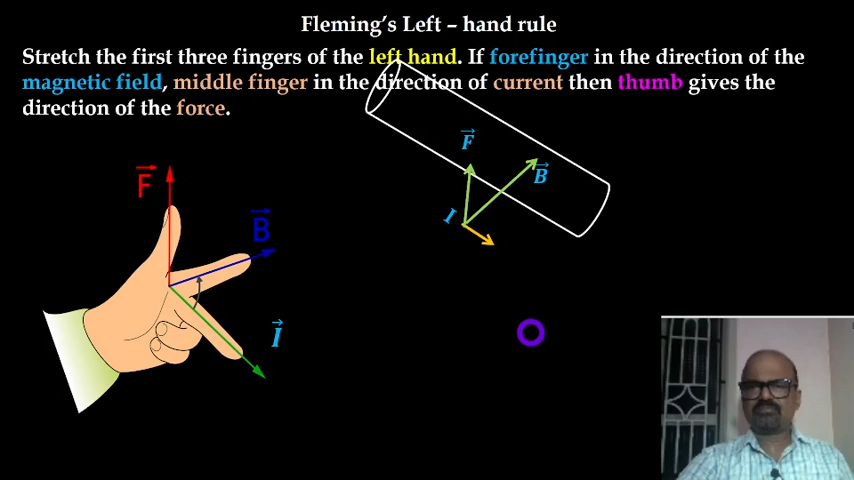 Fleming’s Left – hand rule
Stretch the first three fingers of the left hand. If forefinger in the direction of the
magnetic field, middle finger in the direction of current then thumb gives the
direction of the force.
F
B
I
F
B
I